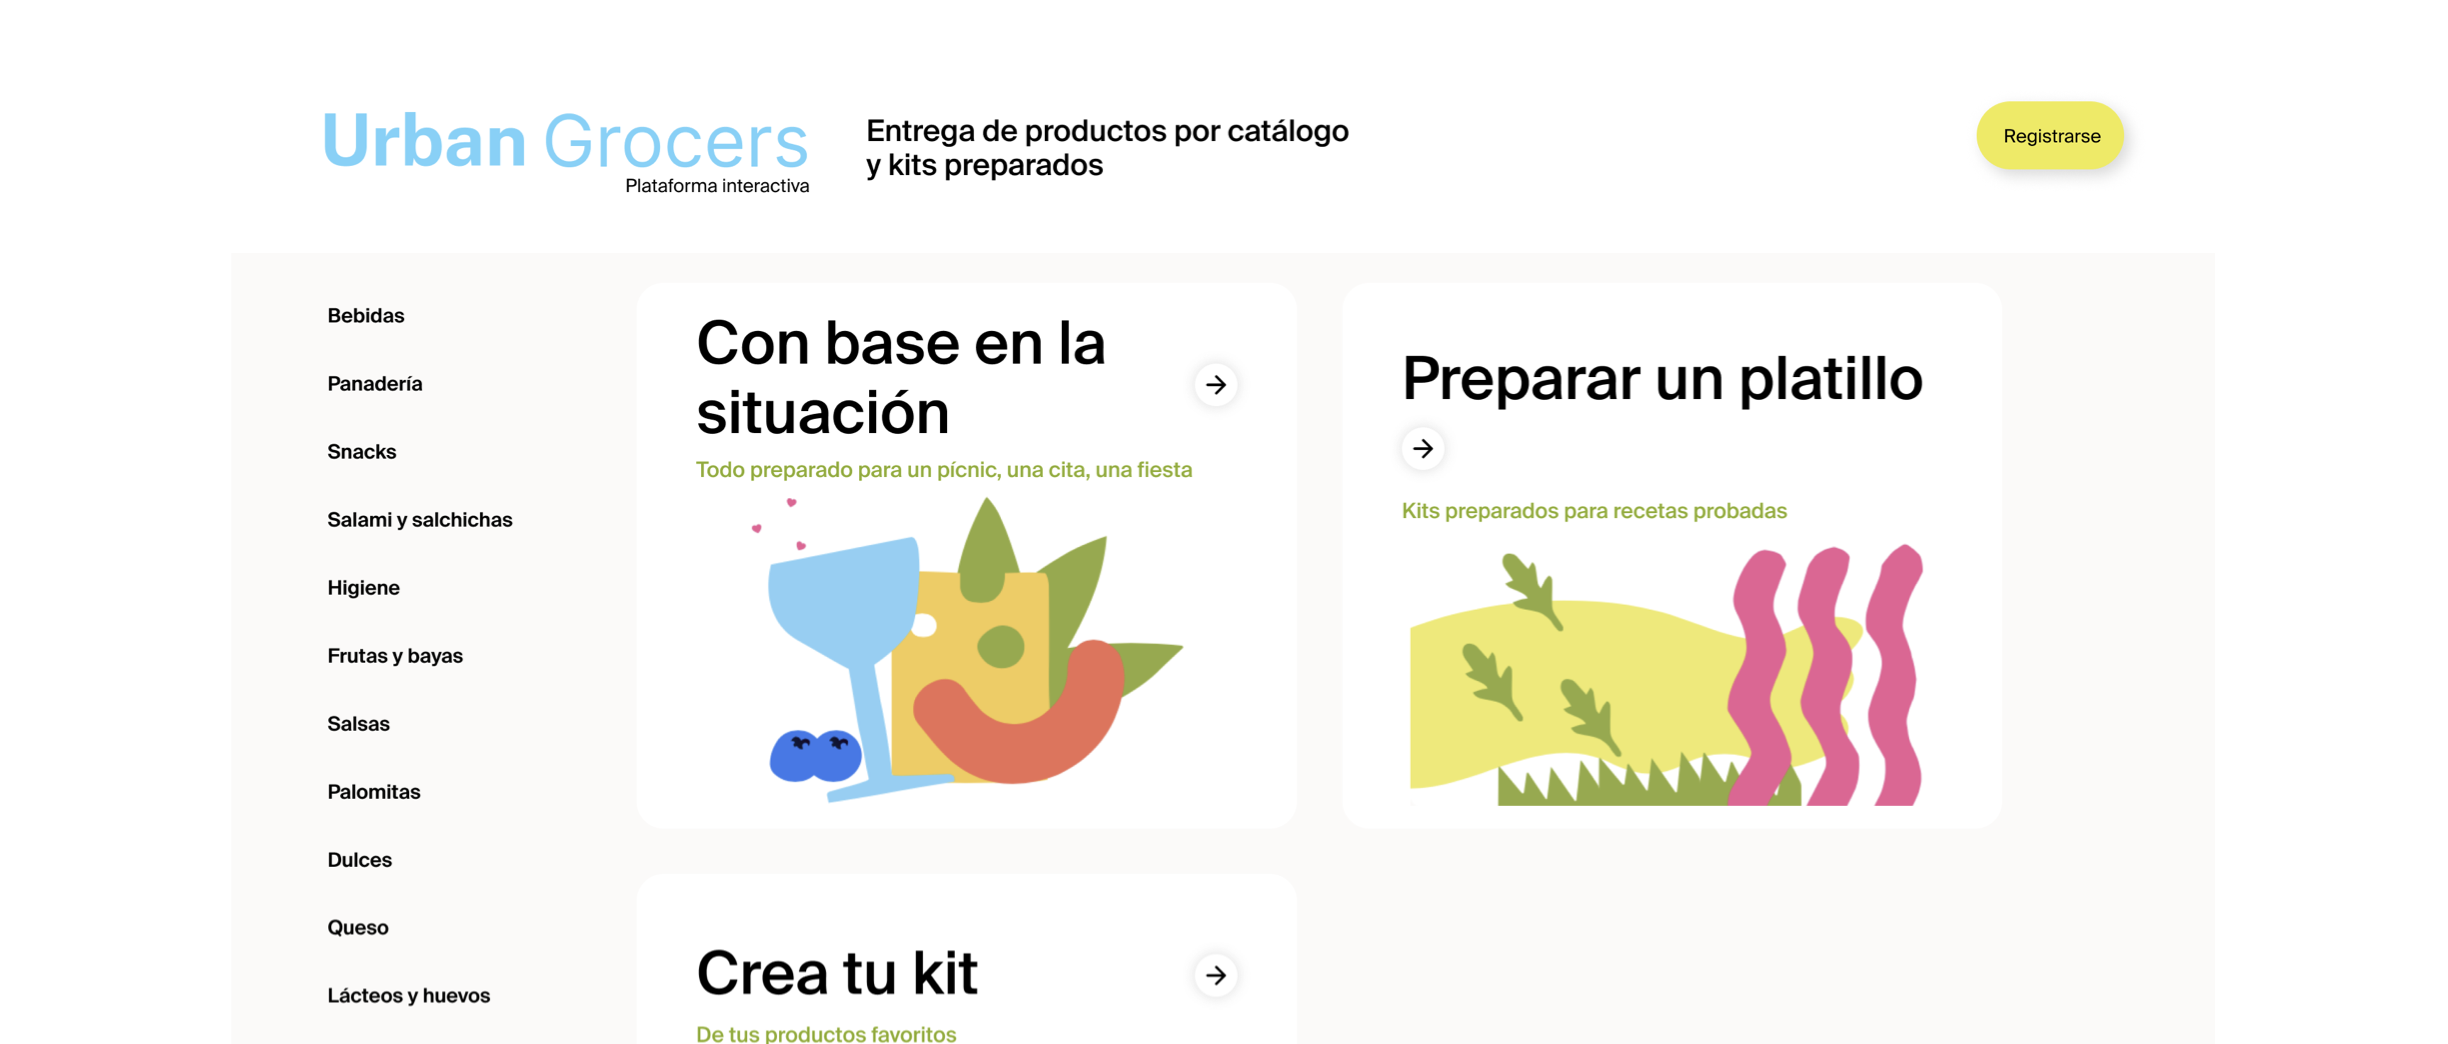 Urban Grocers
Plataforma interactiva
Entrega de productos por catálogo
y kits preparados
Registrarse
Bebidas
Panadería
Snacks
Salami y salchichas
Higiene
Frutas y bayas
Salsas
Palomitas
Dulces
Queso
Lácteos y huevos
Con base en la
situación
Todo preparado para un pícnic, una cita, una fiesta
Preparar un platillo
Kits preparados para recetas probadas
Crea tu kit
De tus productos favoritos